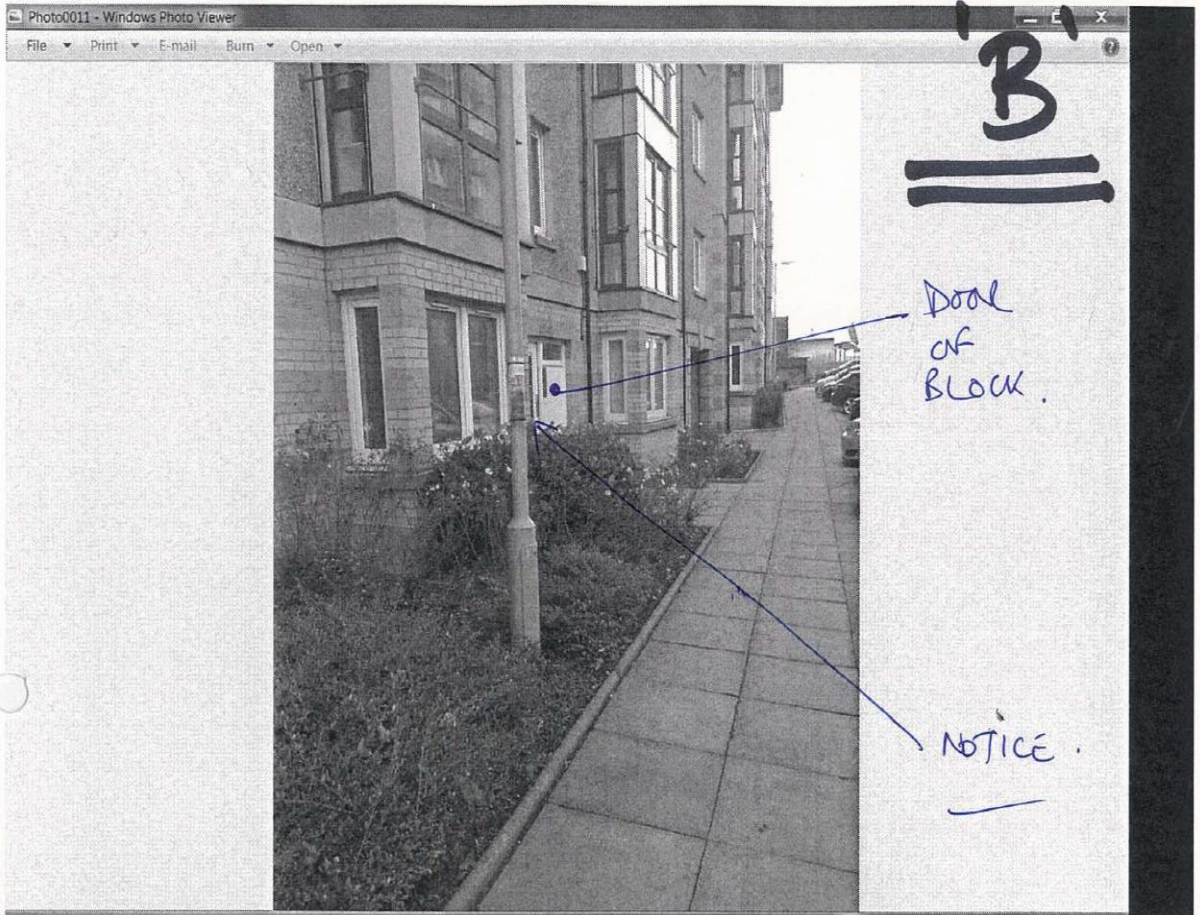 Photo0011 - Windows Photo Viewer
File Print E-mail Burn Open
'B'
DOOR
OF
BLOCK.
NOTICE.